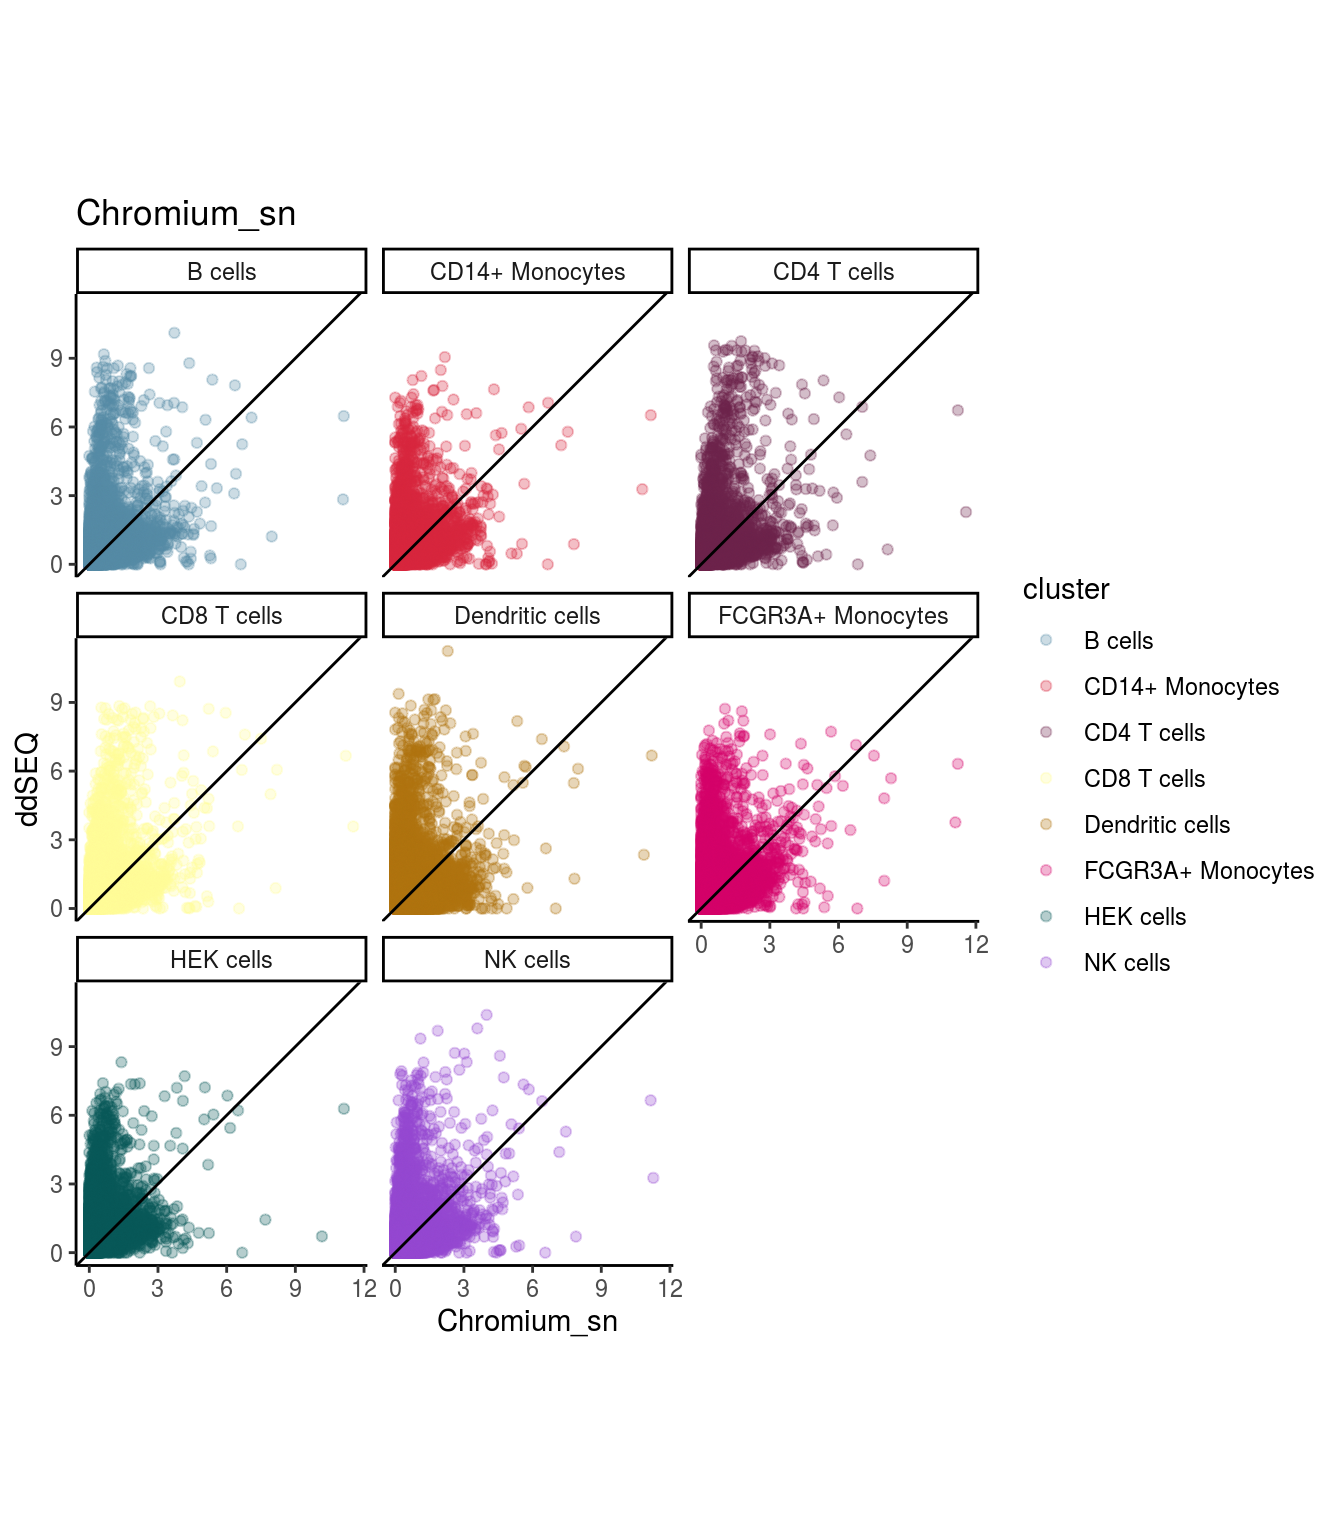 Chromium_sn
B cells
CD14+ Monocytes
CD4 T cells
9
6
3
0
CD8 T cells
Dendritic cells
FCGR3A+ Monocytes
9
6
3
0
0
3
6
9
12
HEK cells
NK cells
9
6
3
0
0
3
6
9
12
0
3
6
9
12
Chromium_sn
ddSEQ
cluster
B cells
CD14+ Monocytes
CD4 T cells
CD8 T cells
Dendritic cells
FCGR3A+ Monocytes
HEK cells
NK cells